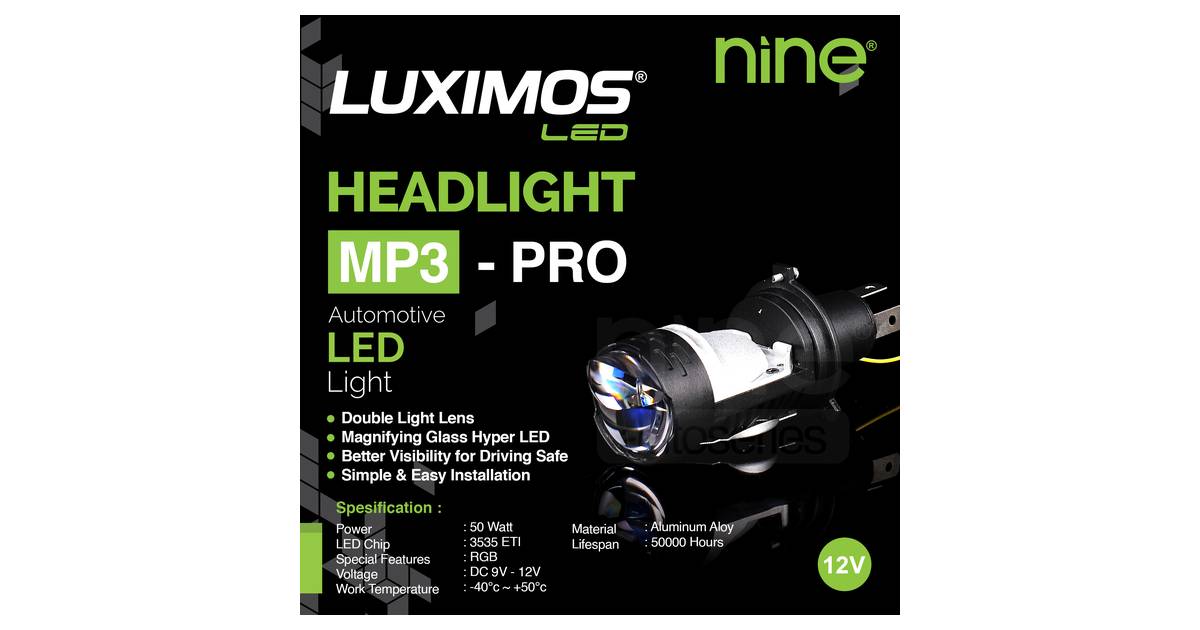 nine®
LUXIMOS®
LED
HEADLIGHT
MP3 - PRO
Automotive
LED
Light
Double Light Lens
Magnifying Glass Hyper LED
Better Visibility for Driving Safe
Simple & Easy Installation
Spesification :
Power : 50 Watt
LED Chip : 3535 ETI
Special Features : RGB
Voltage : DC 9V - 12V
Work Temperature : -40°c ~ +50°c
Material : Aluminum Aloy
Lifespan : 50000 Hours
12V
nine
autoseries